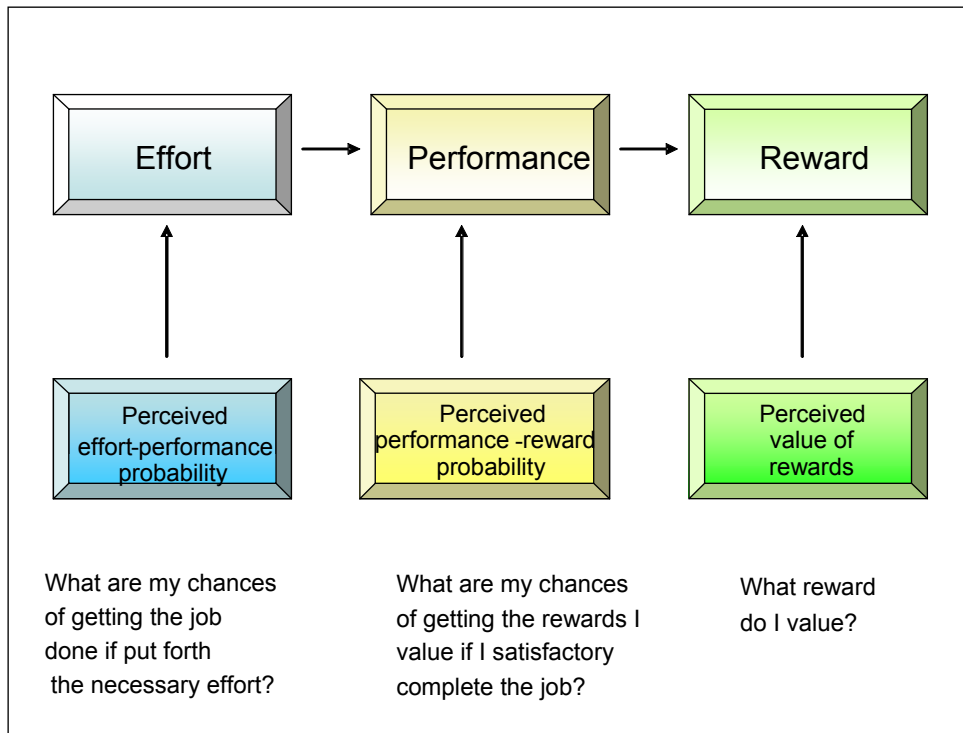 Effort
Performance
Reward
Perceived
effort-performance
probability
Perceived
performance -reward
probability
Perceived
value of
rewards
What are my chances
of getting the job
done if put forth
the necessary effort?
What are my chances
of getting the rewards I
value if I satisfactory
complete the job?
What reward
do I value?